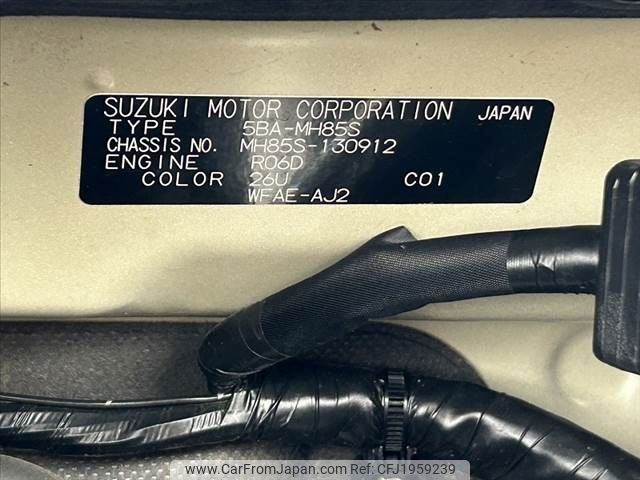 SUZUKI MOTOR CORPORATION JAPAN
TYPE 5BA-MH85S
CHASSIS NO. MH85S-130912
ENGINE R06D
COLOR 26U C01
WFAE-AJ2
www.CarFromJapan.com | CFJ1959239